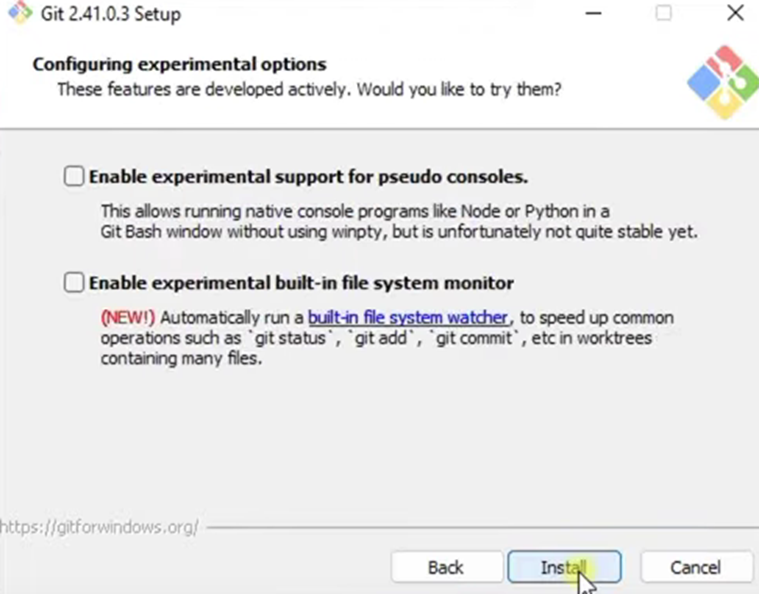 Git 2.41.0.3 Setup
Configuring experimental options
These features are developed actively. Would you like to try them?
Enable experimental support for pseudo consoles.
This allows running native console programs like Node or Python in a
Git Bash window without using winpty, but is unfortunately not quite stable yet.
Enable experimental built-in file system monitor
(NEW!) Automatically run a built-in file system watcher, to speed up common
operations such as `git status`, `git add`, `git commit`, etc in worktrees
containing many files.
https://gitforwindows.org/
Back
Install
Cancel